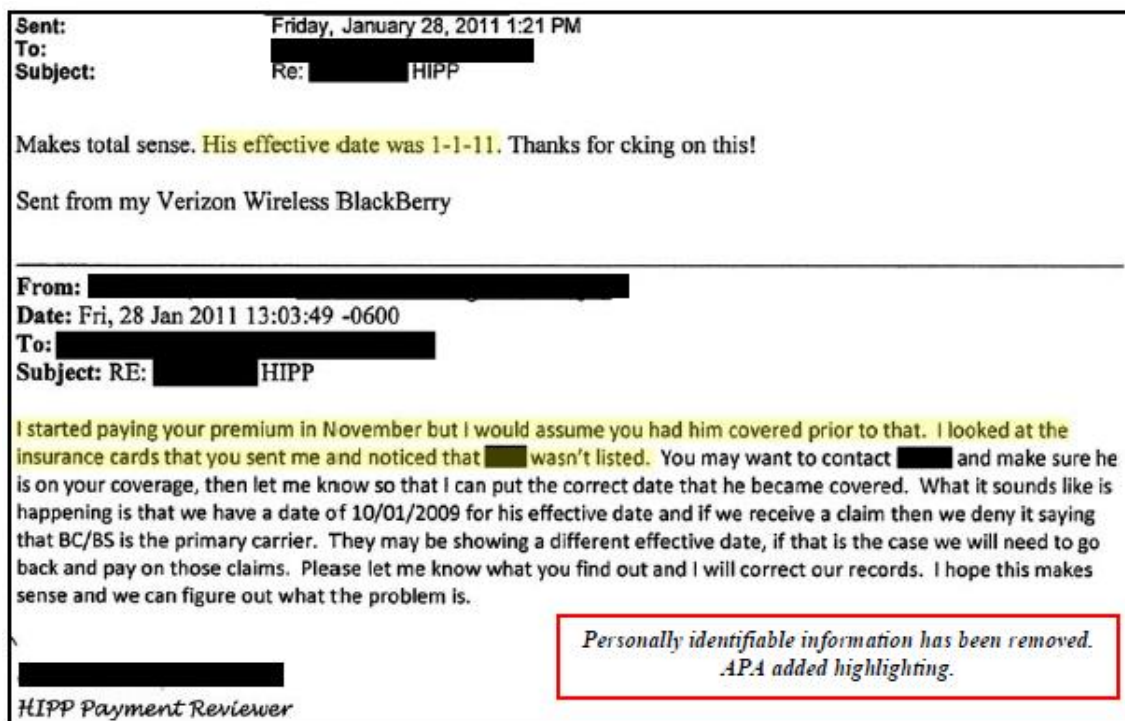 Sent: Friday, January 28, 2011 1:21 PM
To:
Subject: Re: HIPP
Makes total sense. His effective date was 1-1-11. Thanks for cking on this!
Sent from my Verizon Wireless BlackBerry
From:
Date: Fri, 28 Jan 2011 13:03:49 -0600
To:
Subject: RE: HIPP
I started paying your premium in November but I would assume you had him covered prior to that. I looked at the
insurance cards that you sent me and noticed that wasn't listed. You may want to contact and make sure he
is on your coverage, then let me know so that I can put the correct date that he became covered. What it sounds like is
happening is that we have a date of 10/01/2009 for his effective date and if we receive a claim then we deny it saying
that BC/BS is the primary carrier. They may be showing a different effective date, if that is the case we will need to go
back and pay on those claims. Please let me know what you find out and I will correct our records. I hope this makes
sense and we can figure out what the problem is.
Personally identifiable information has been removed.
APA added highlighting.
HIPP Payment Reviewer